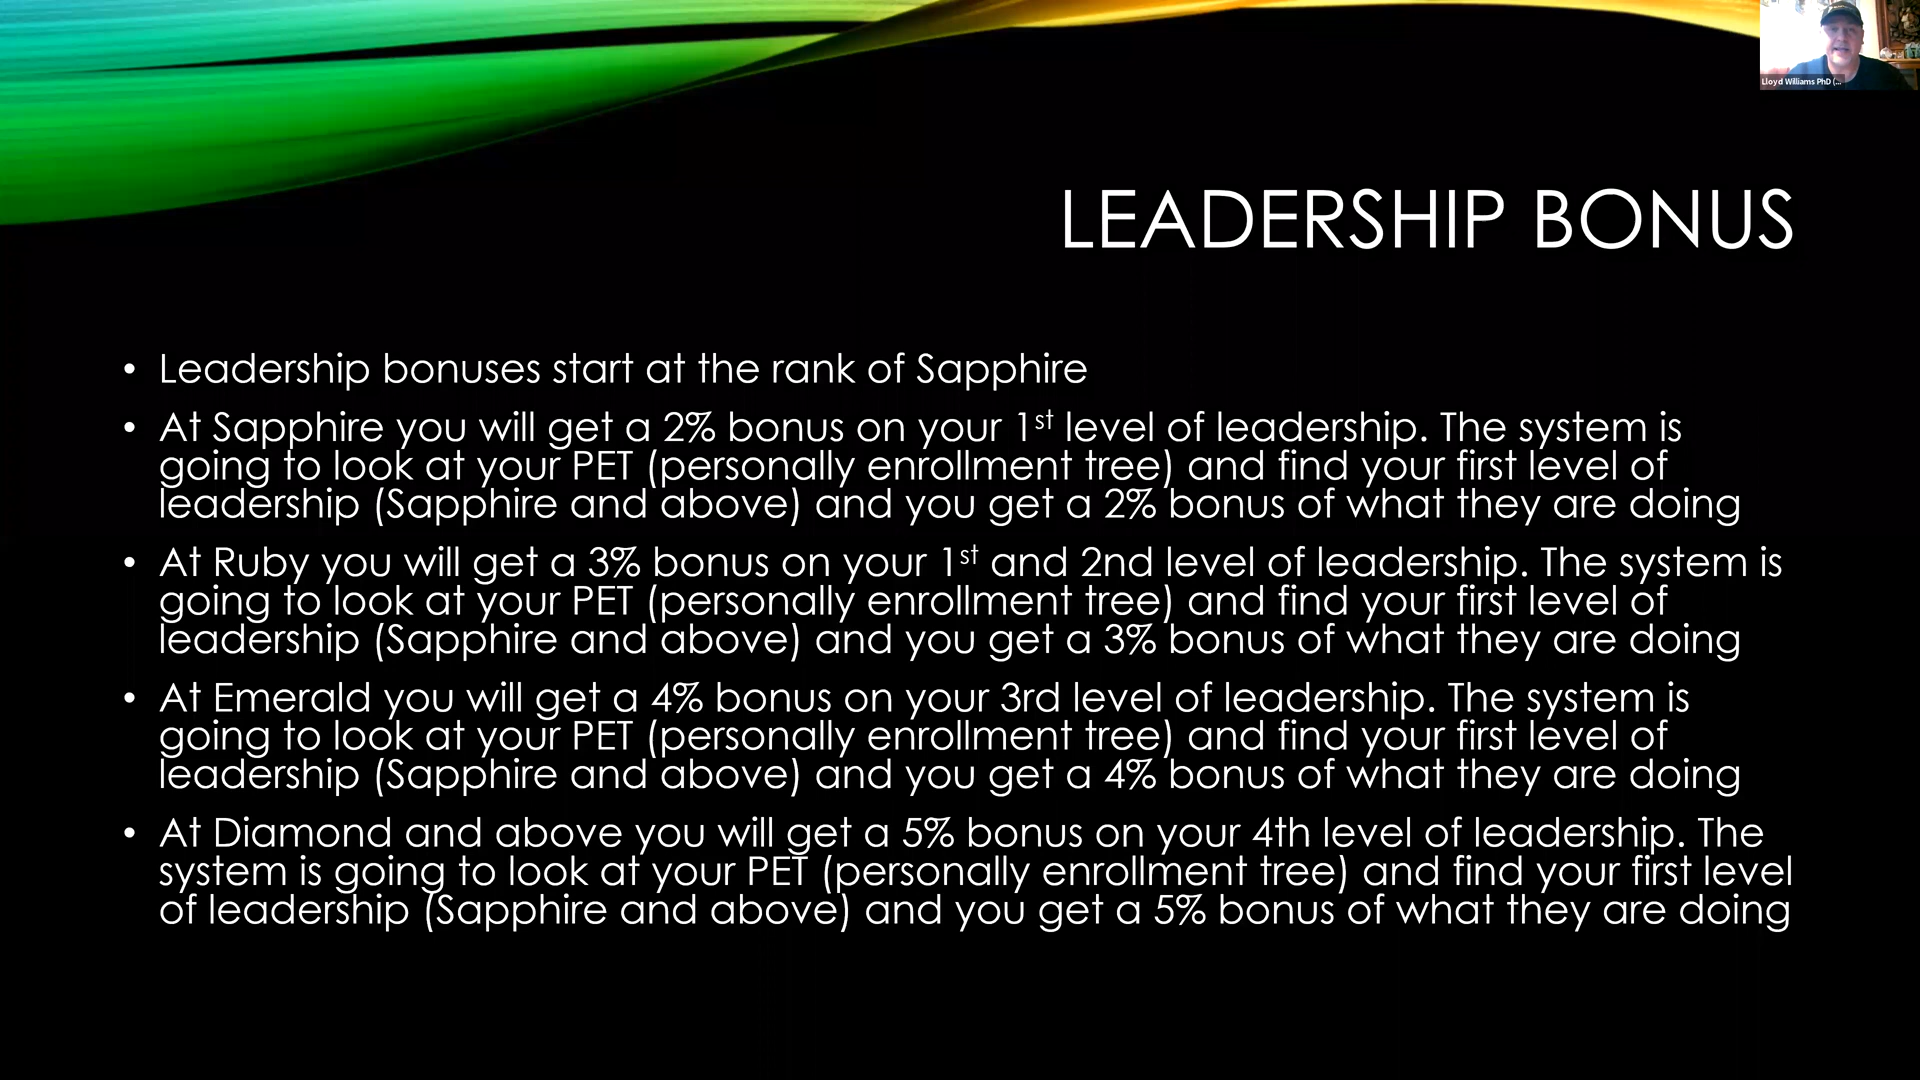 Lloyd Williams PhD (...
LEADERSHIP BONUS
• Leadership bonuses start at the rank of Sapphire
• At Sapphire you will get a 2% bonus on your 1st level of leadership. The system is
going to look at your PET (personally enrollment tree) and find your first level of
leadership (Sapphire and above) and you get a 2% bonus of what they are doing
• At Ruby you will get a 3% bonus on your 1st and 2nd level of leadership. The system is
going to look at your PET (personally enrollment tree) and find your first level of
leadership (Sapphire and above) and you get a 3% bonus of what they are doing
• At Emerald you will get a 4% bonus on your 3rd level of leadership. The system is
going to look at your PET (personally enrollment tree) and find your first level of
leadership (Sapphire and above) and you get a 4% bonus of what they are doing
• At Diamond and above you will get a 5% bonus on your 4th level of leadership. The
system is going to look at your PET (personally enrollment tree) and find your first level
of leadership (Sapphire and above) and you get a 5% bonus of what they are doing